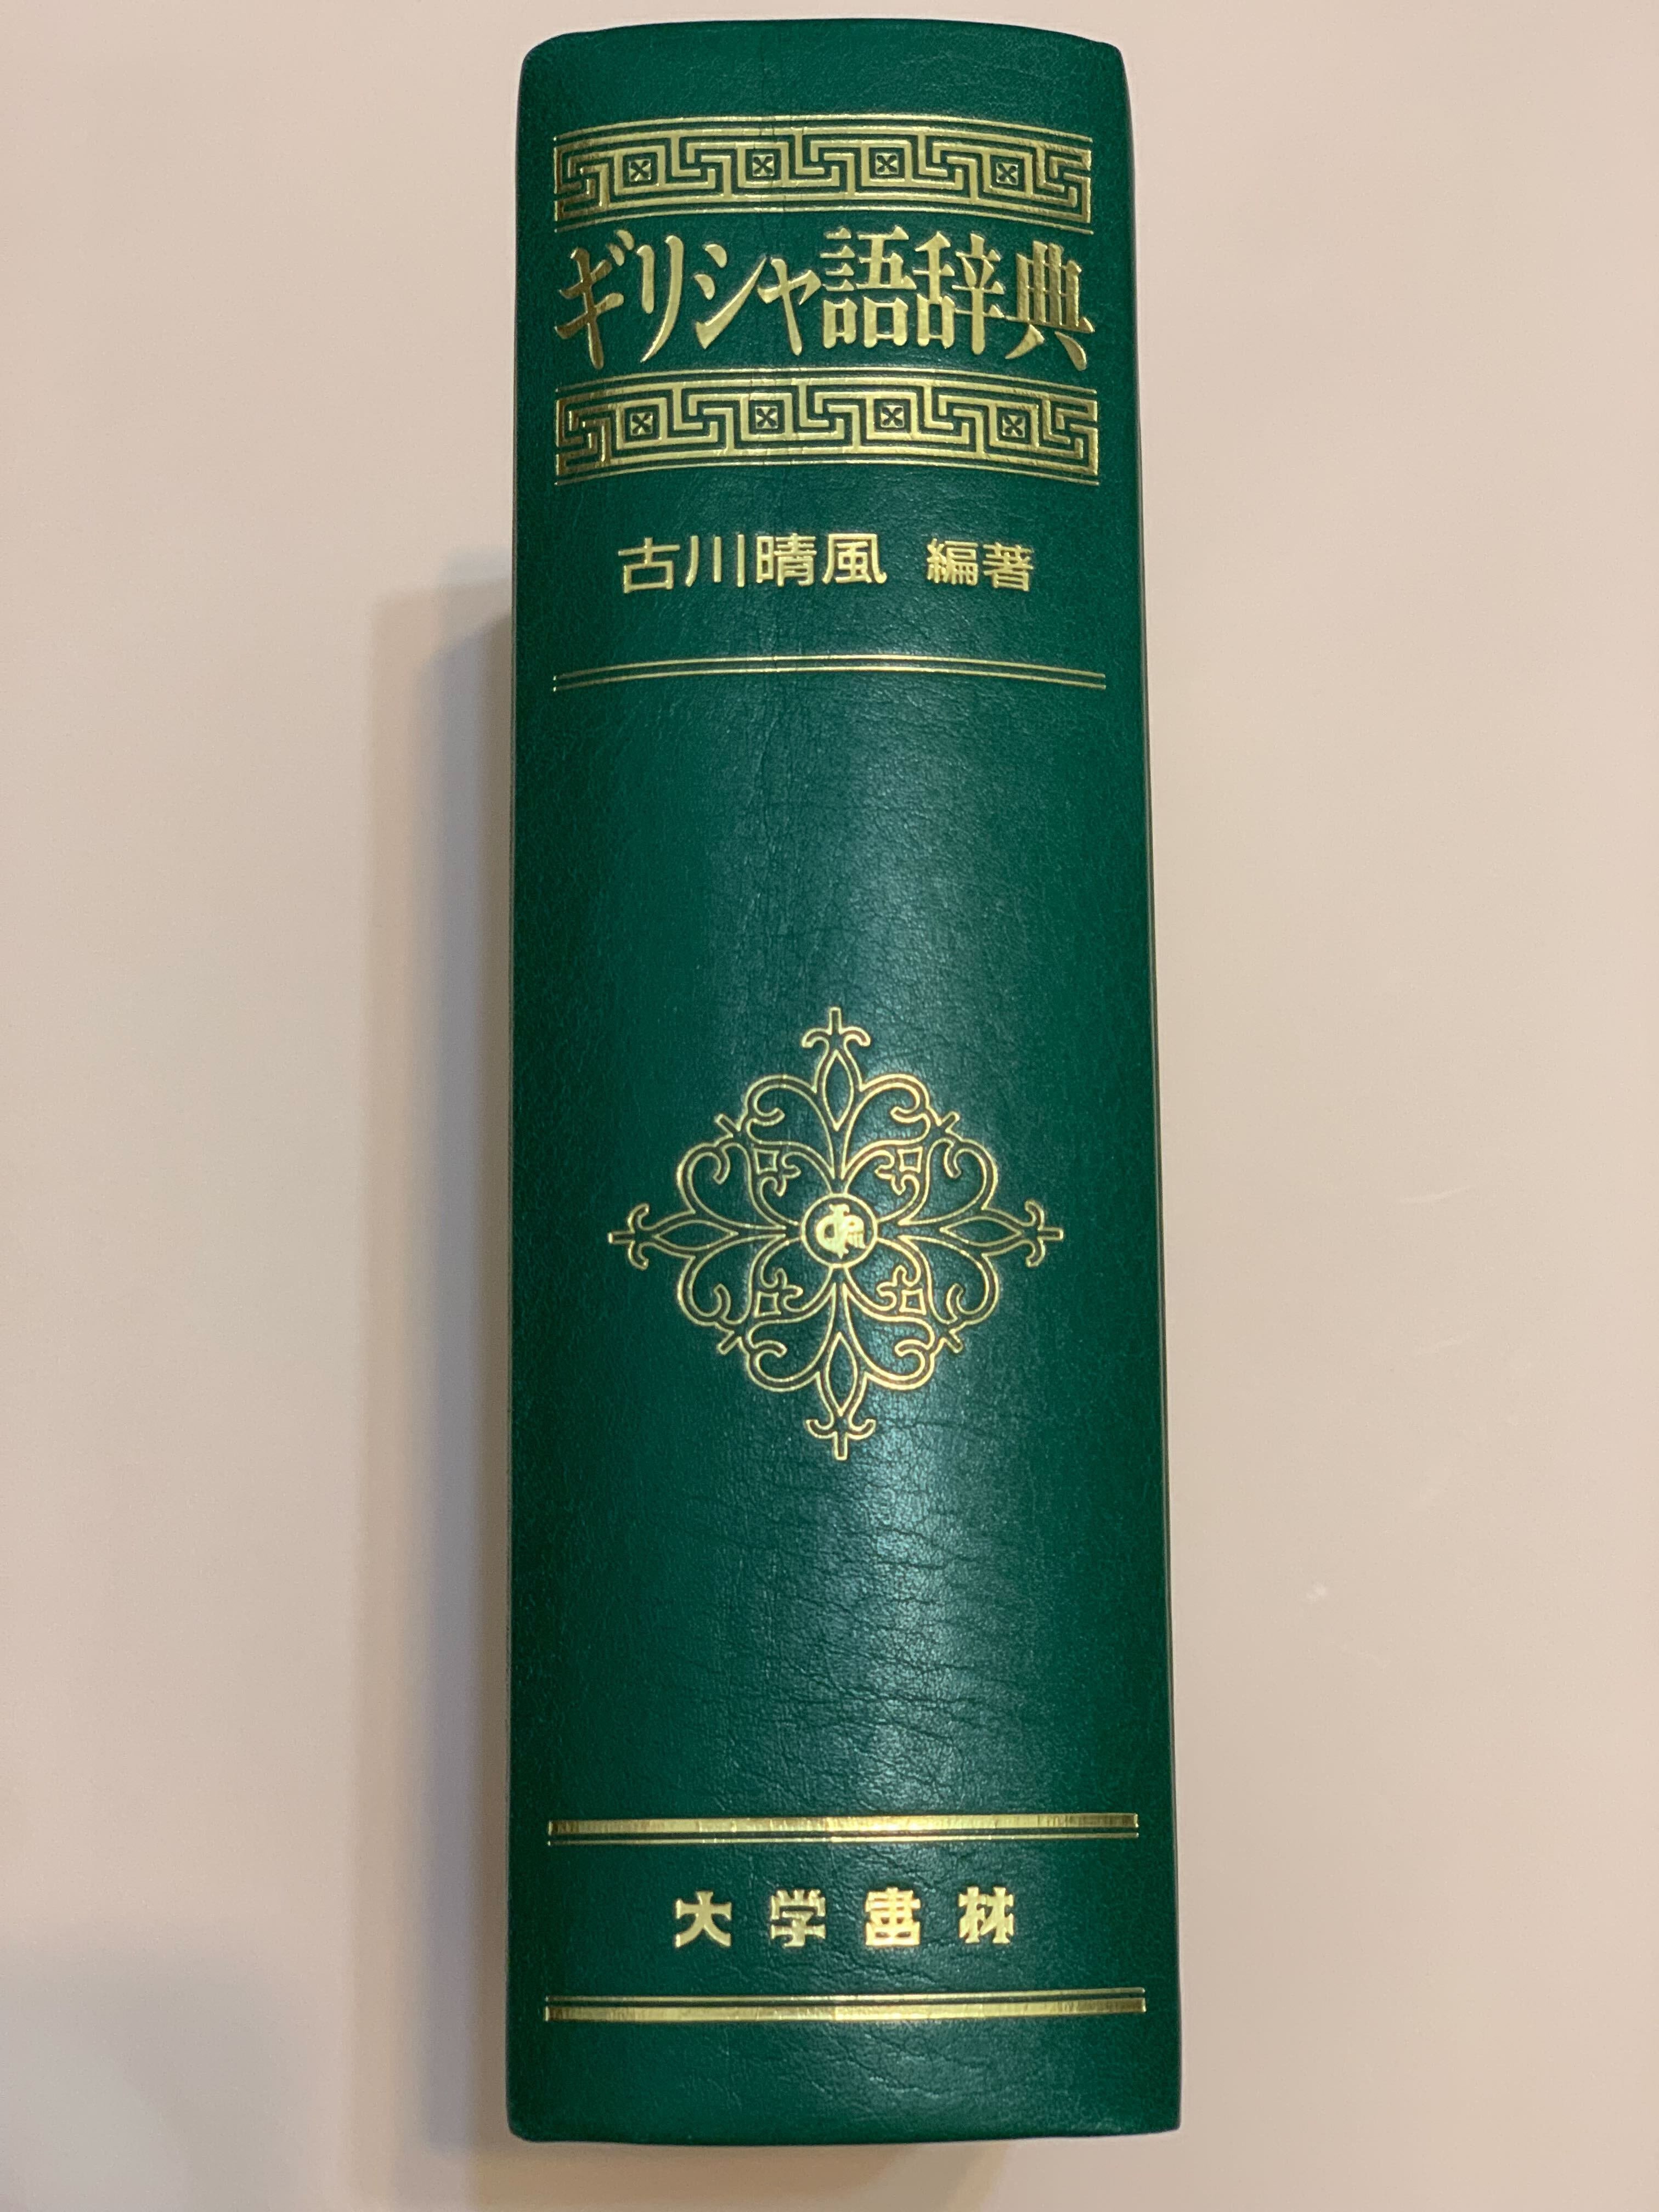 ギリシャ語辞典
古川晴風 編著
大学書林